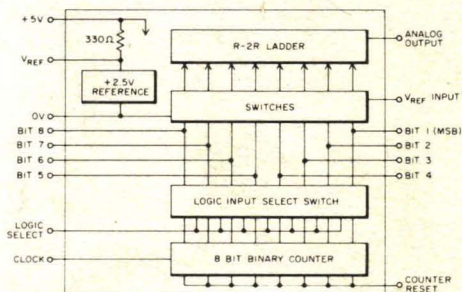 +5V
330Ω
VREF
+2.5V
REFERENCE
0V
R-2R LADDER
ANALOG
OUTPUT
SWITCHES
VREF INPUT
BIT 8
BIT 7
BIT 6
BIT 5
BIT 1 (MSB)
BIT 2
BIT 3
BIT 4
LOGIC INPUT SELECT SWITCH
LOGIC
SELECT
CLOCK
8 BIT BINARY COUNTER
COUNTER
RESET